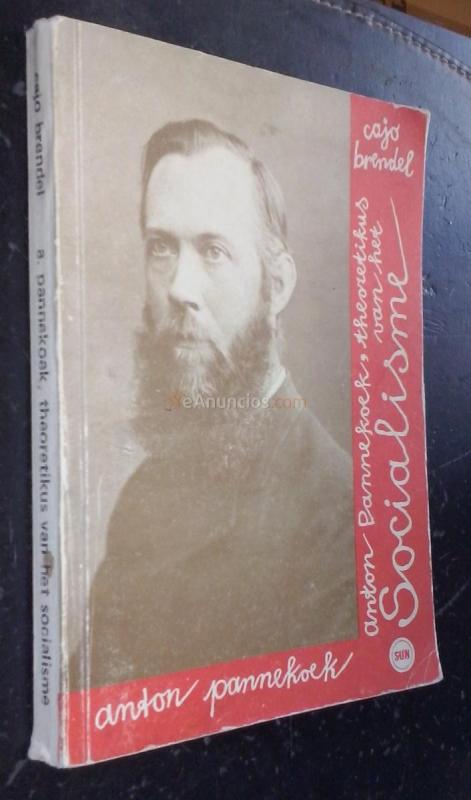 cajo
brendel
anton pannekoek, theoretikus
van het
Socialisme
SUN
anton pannekoek
cajo brendel a. pannekoek, theoretikus van het socialisme
eAnuncios.com